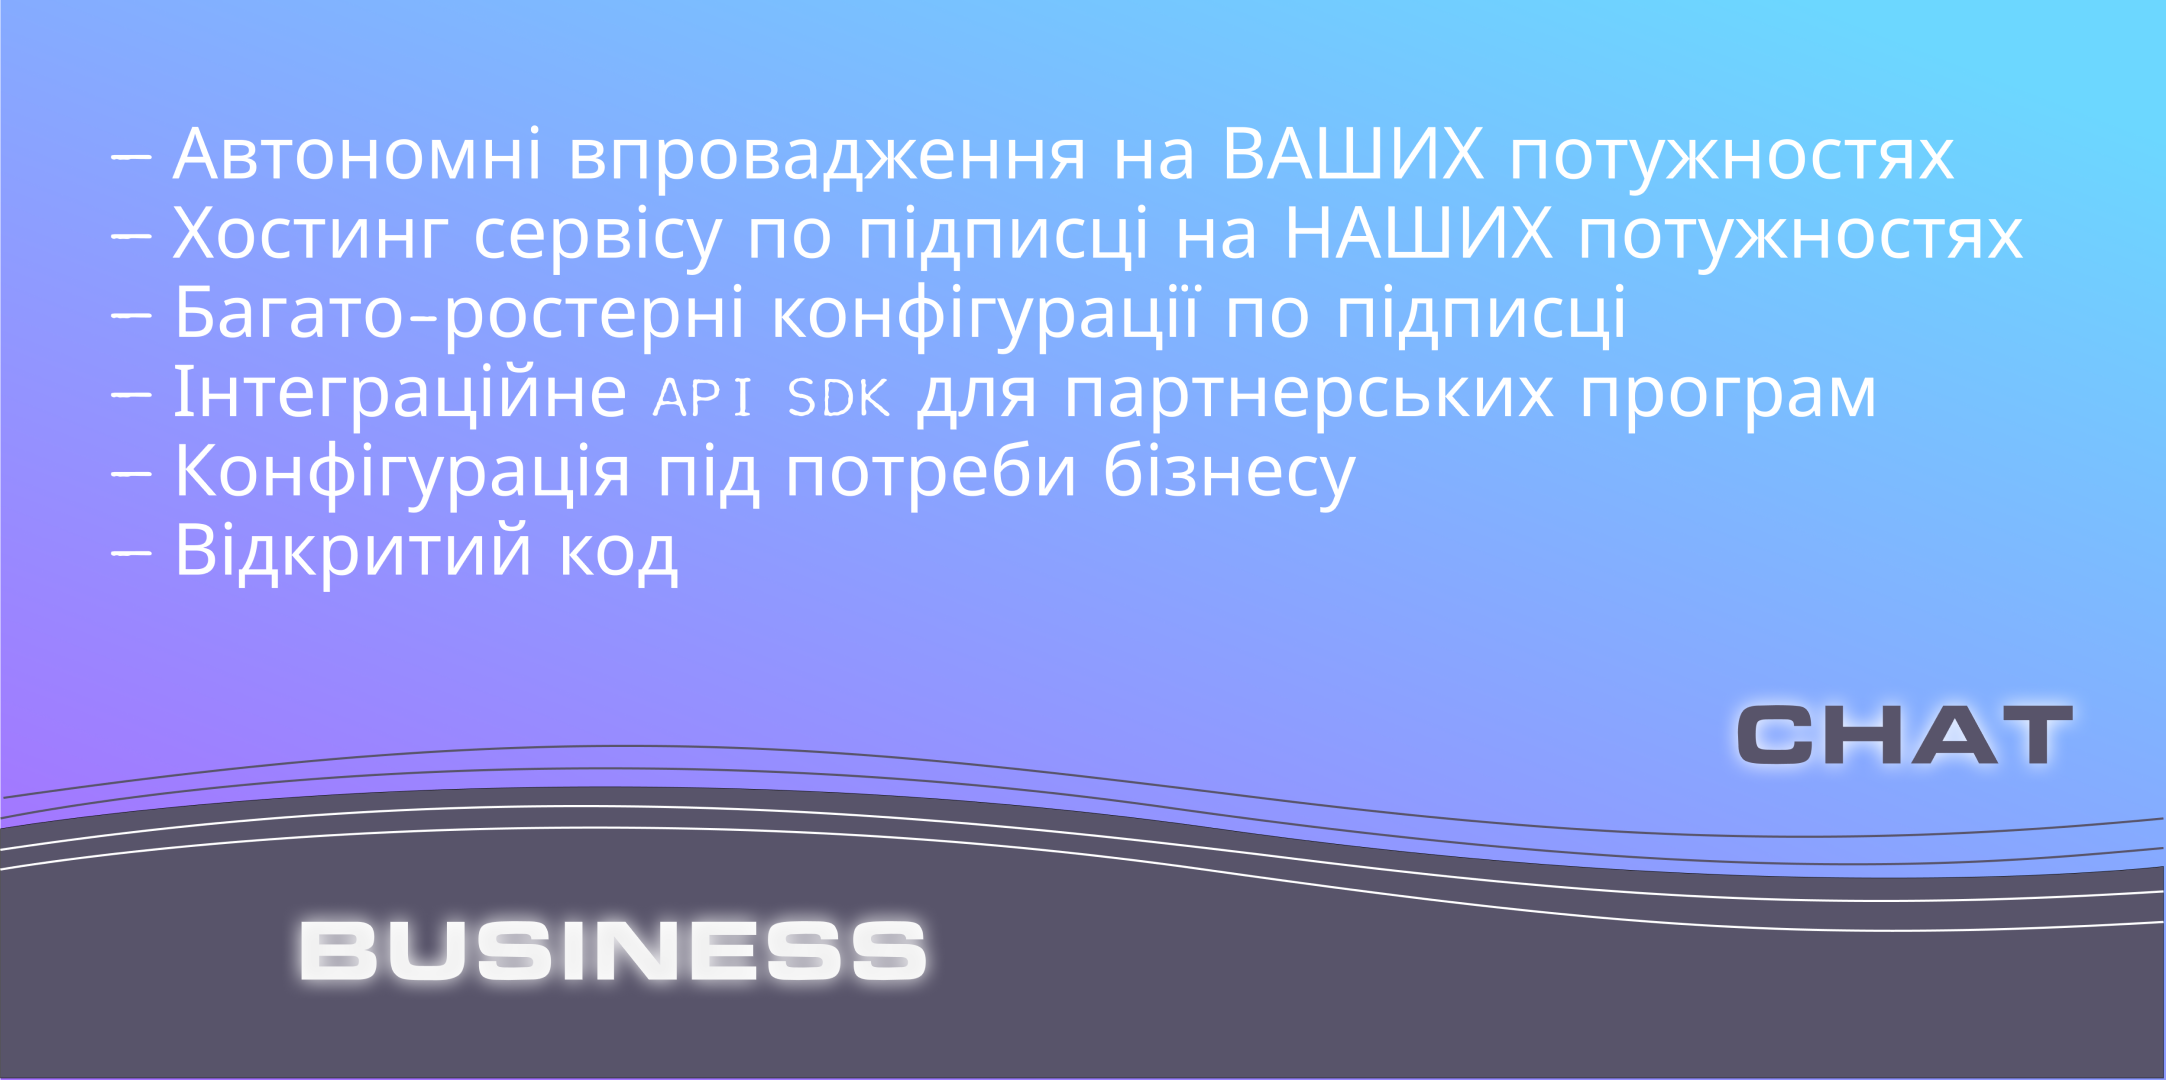 – Автономні впровадження на ВАШИХ потужностях
– Хостинг сервісу по підписці на НАШИХ потужностях
– Багато-ростерні конфігурації по підписці
– Інтеграційне API SDK для партнерських програм
– Конфігурація під потреби бізнесу
– Відкритий код
CHAT
BUSINESS